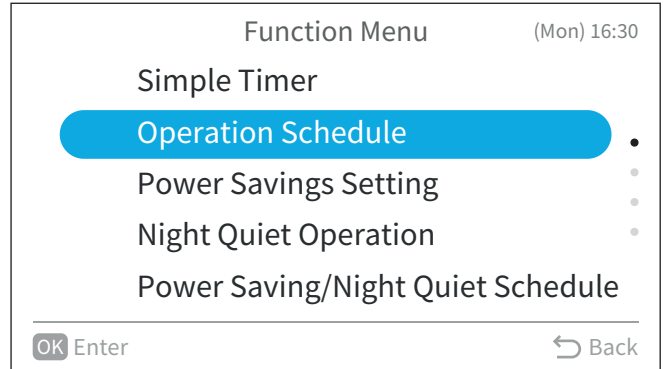 Function Menu (Mon) 16:30
Simple Timer
Operation Schedule
Power Savings Setting
Night Quiet Operation
Power Saving/Night Quiet Schedule
OK Enter Back